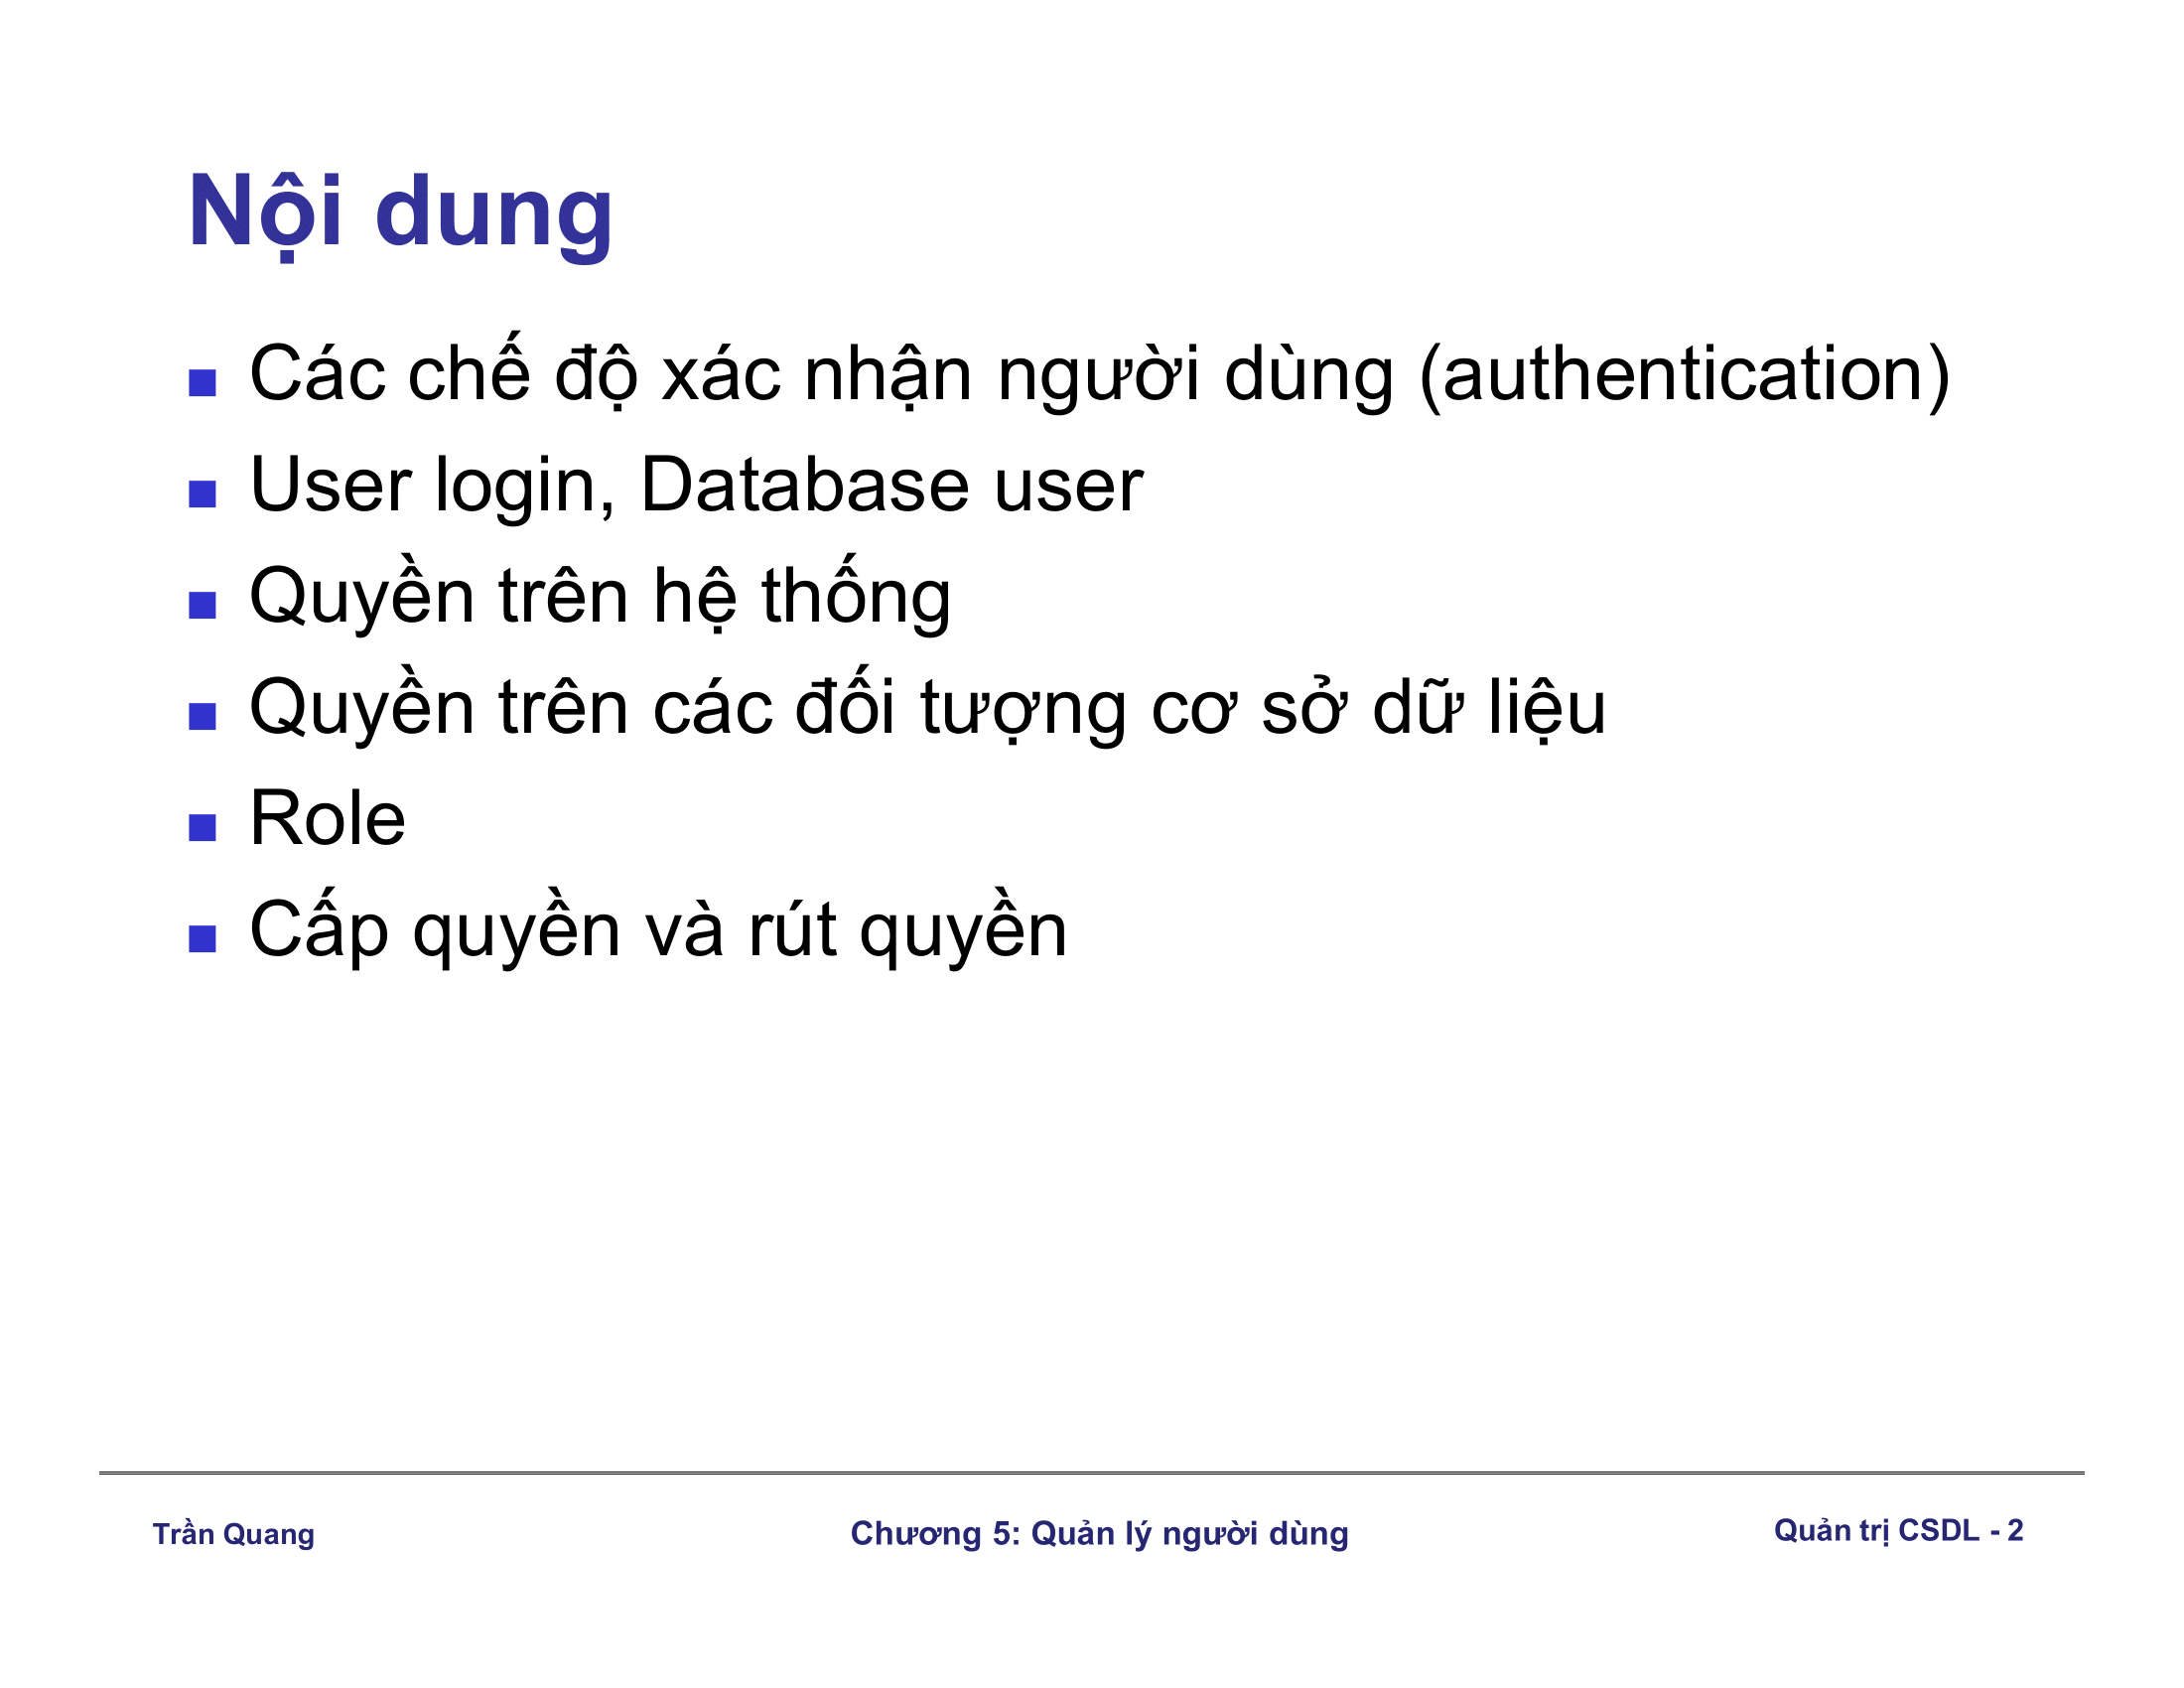 Nội dung
Các chế độ xác nhận người dùng (authentication)
User login, Database user
Quyền trên hệ thống
Quyền trên các đối tượng cơ sở dữ liệu
Role
Cấp quyền và rút quyền
Trần Quang
Chương 5: Quản lý người dùng
Quản trị CSDL - 2